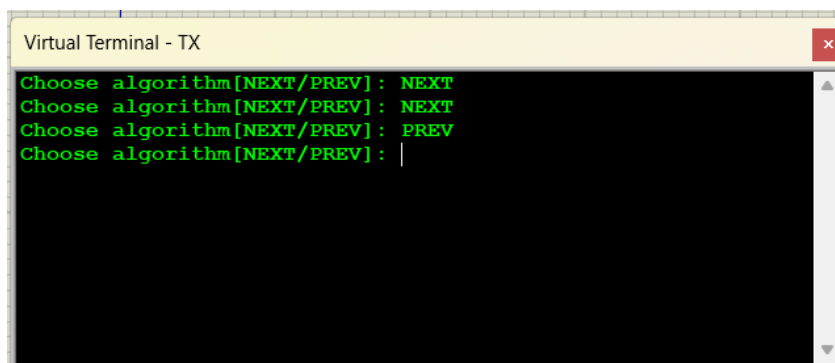 Virtual Terminal - TX
Choose algorithm[NEXT/PREV]: NEXT
Choose algorithm[NEXT/PREV]: NEXT
Choose algorithm[NEXT/PREV]: PREV
Choose algorithm[NEXT/PREV]: